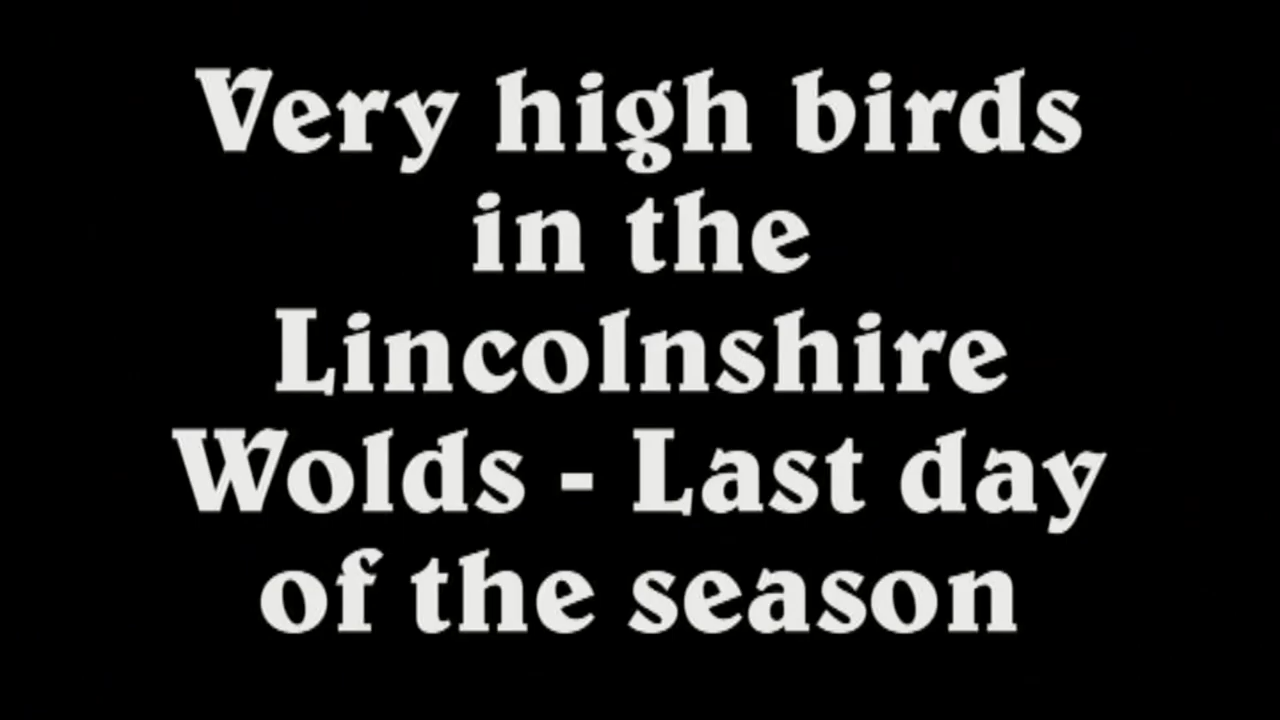 Very high birds
in the
Lincolnshire
Wolds - Last day
of the season